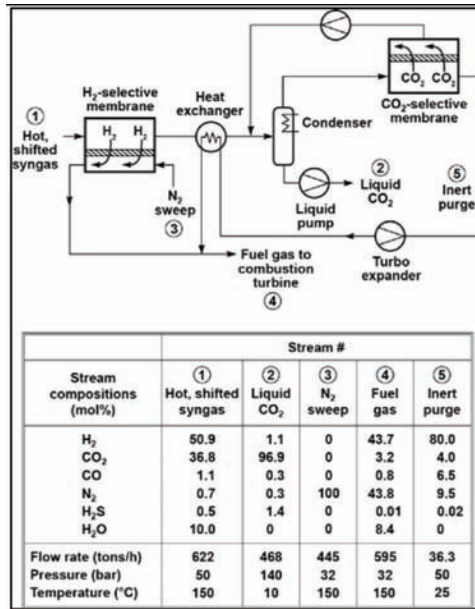 H2-selective
membrane
① Hot,
shifted
syngas
H2 H2
Heat
exchanger
Condenser
CO2 CO2
CO2-selective
membrane
N2
sweep
③
Liquid
pump
②
Liquid
CO2
⑤
Inert
purge
Turbo
expander
Fuel gas to
combustion
turbine
④
Stream #
Stream compositions (mol%) ① Hot, shifted syngas ② Liquid CO2 ③ N2 sweep ④ Fuel gas ⑤ Inert purge
H2 50.9 1.1 0 43.7 80.0
CO2 36.8 96.9 0 3.2 4.0
CO 1.1 0.3 0 0.8 6.5
N2 0.7 0.3 100 43.8 9.5
H2S 0.5 1.4 0 0.01 0.02
H2O 10.0 0 0 8.4 0
Flow rate (tons/h) 622 468 445 595 36.3
Pressure (bar) 50 140 32 32 50
Temperature (°C) 150 10 150 150 25